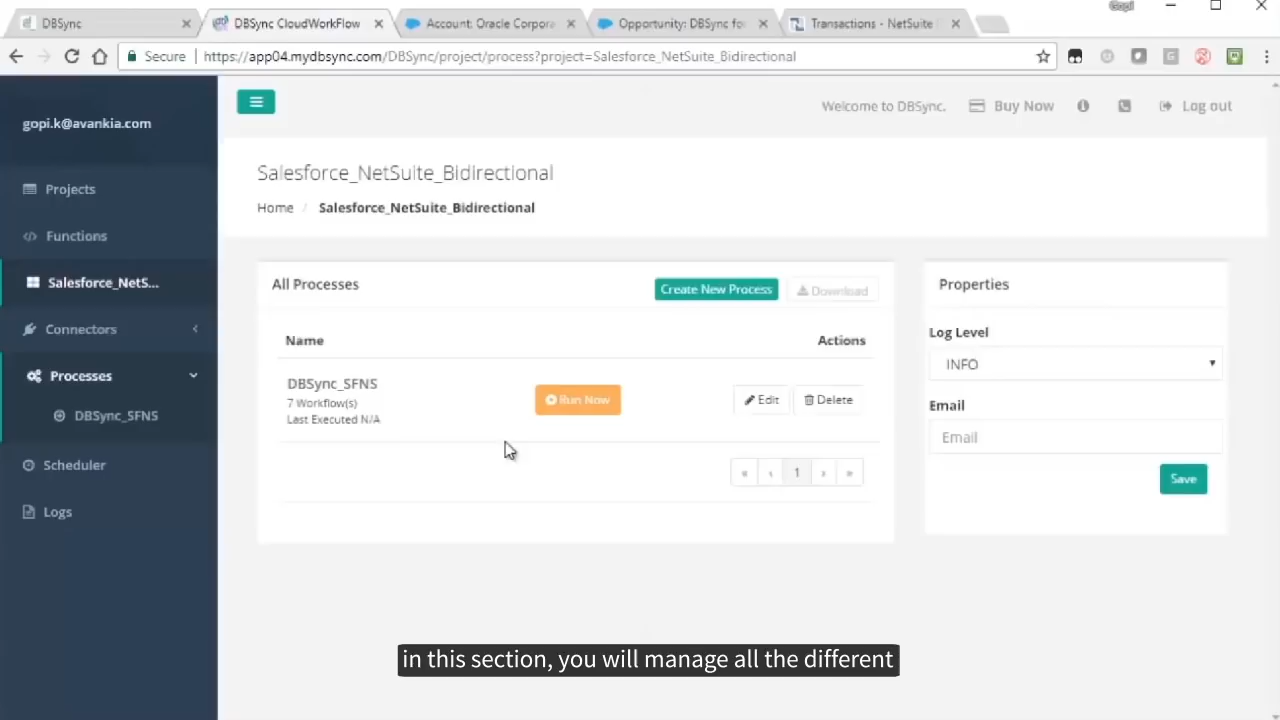 Gopi
DBSync
DBSync CloudWorkFlow
Account: Oracle Corpora
Opportunity: DBSync for
Transactions - NetSuite
Secure
https://app04.mydbsync.com/DBSync/project/process?project=Salesforce_NetSuite_Bidirectional
gopi.k@avankia.com
Welcome to DBSync.
Buy Now
Log out
Projects
Functions
Salesforce_NetS...
Connectors
Processes
DBSync_SFNS
Scheduler
Logs
Salesforce_NetSuite_Bidirectional
Home / Salesforce_NetSuite_Bidirectional
All Processes
Create New Process
Download
Name
Actions
DBSync_SFNS
7 Workflow(s)
Last Executed N/A
Run Now
Edit
Delete
« ‹ 1 › »
Properties
Log Level
INFO
Email
Email
Save
in this section, you will manage all the different